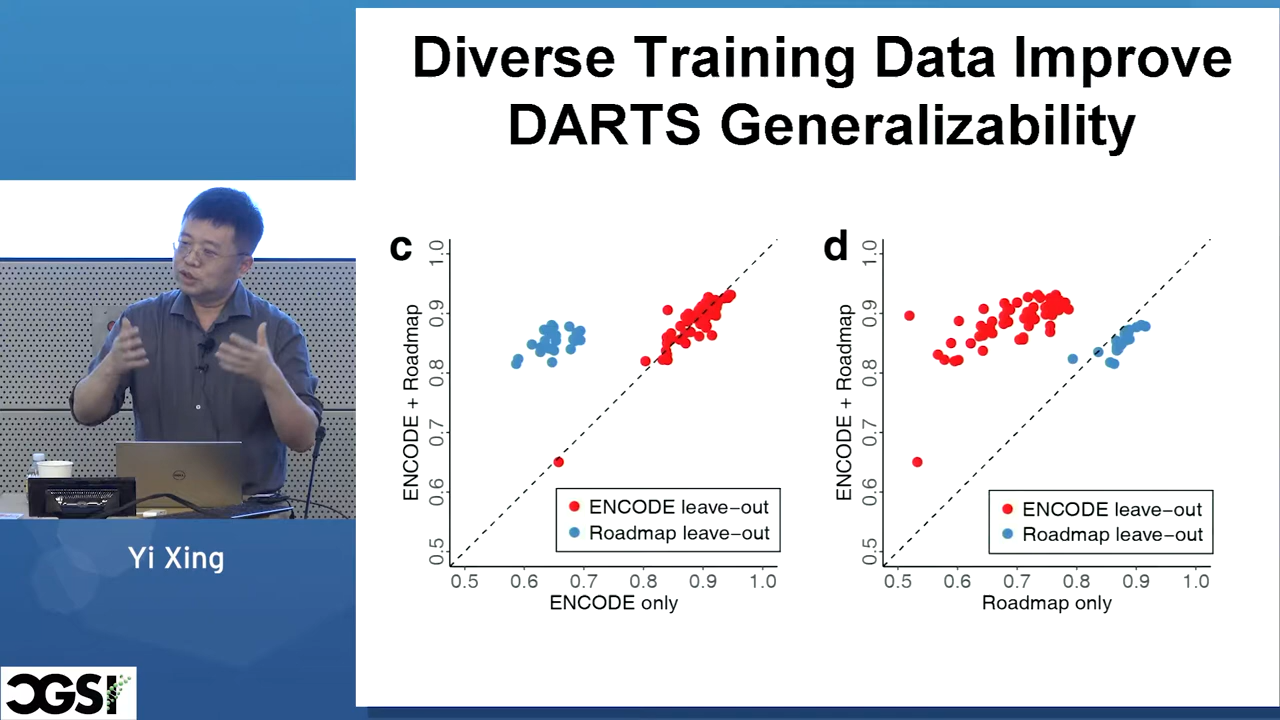 Diverse Training Data Improve
DARTS Generalizability
c
ENCODE + Roadmap
1.0
0.9
0.8
0.7
0.6
0.5
0.5 0.6 0.7 0.8 0.9 1.0
ENCODE only
ENCODE leave-out
Roadmap leave-out
d
ENCODE + Roadmap
1.0
0.9
0.8
0.7
0.6
0.5
0.5 0.6 0.7 0.8 0.9 1.0
Roadmap only
ENCODE leave-out
Roadmap leave-out
Yi Xing
CGSI
DELL